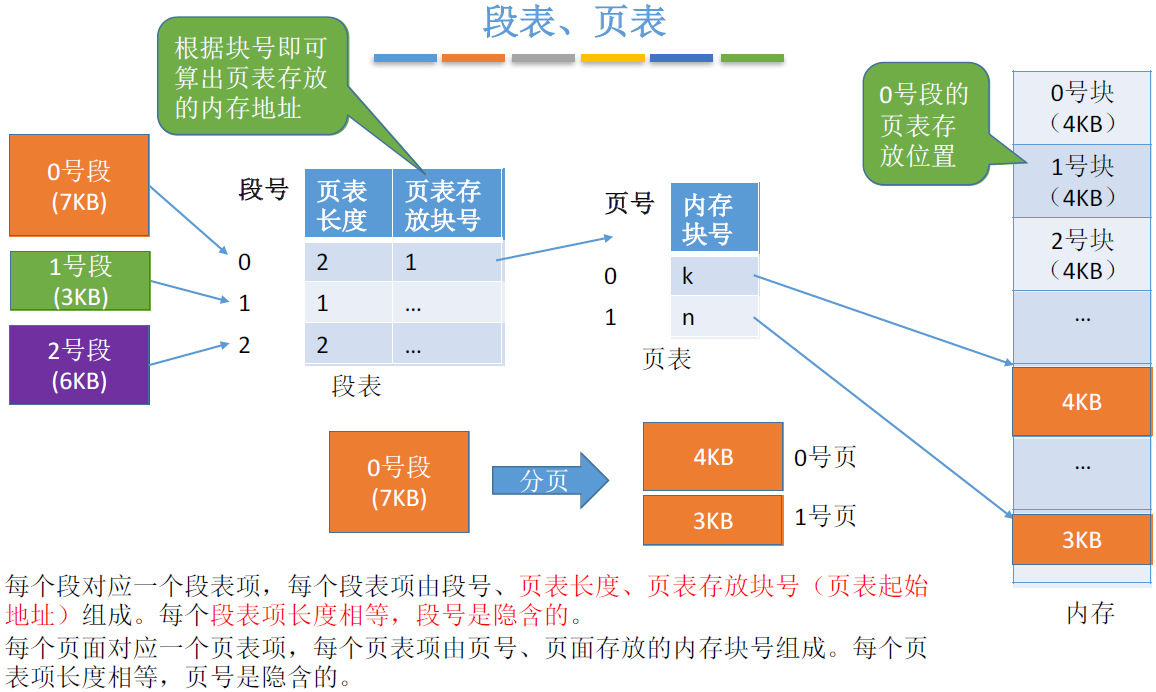 段表、页表
根据块号即可
算出页表存放
的内存地址
0号段的
页表存
放位置
0号块
（4KB）
1号块
（4KB）
2号块
（4KB）
...
4KB
...
3KB
内存
0号段
(7KB)
1号段
(3KB)
2号段
(6KB)
段号
页表
长度
页表存
放块号
0
2
1
1
1
...
2
2
...
段表
页号
内存
块号
0
k
1
n
页表
0号段
(7KB)
分页
4KB
0号页
3KB
1号页
每个段对应一个段表项，每个段表项由段号、页表长度、页表存放块号（页表起始
地址）组成。每个段表项长度相等，段号是隐含的。
每个页面对应一个页表项，每个页表项由页号、页面存放的内存块号组成。每个页
表项长度相等，页号是隐含的。